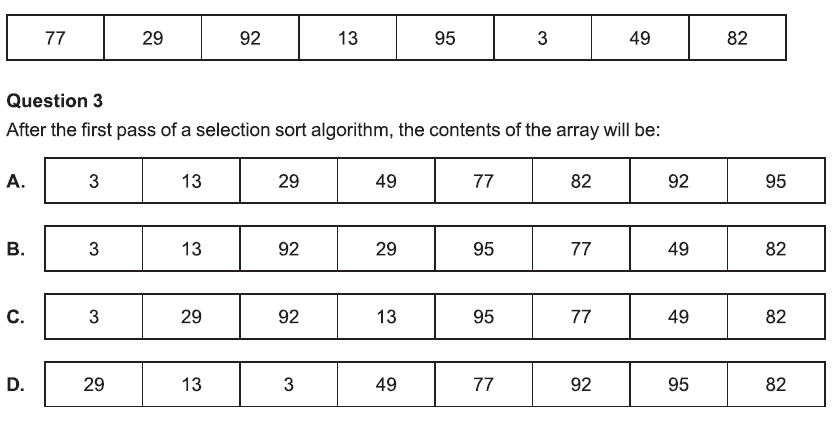 77 29 92 13 95 3 49 82
Question 3
After the first pass of a selection sort algorithm, the contents of the array will be:
A. 3 13 29 49 77 82 92 95
B. 3 13 92 29 95 77 49 82
C. 3 29 92 13 95 77 49 82
D. 29 13 3 49 77 92 95 82